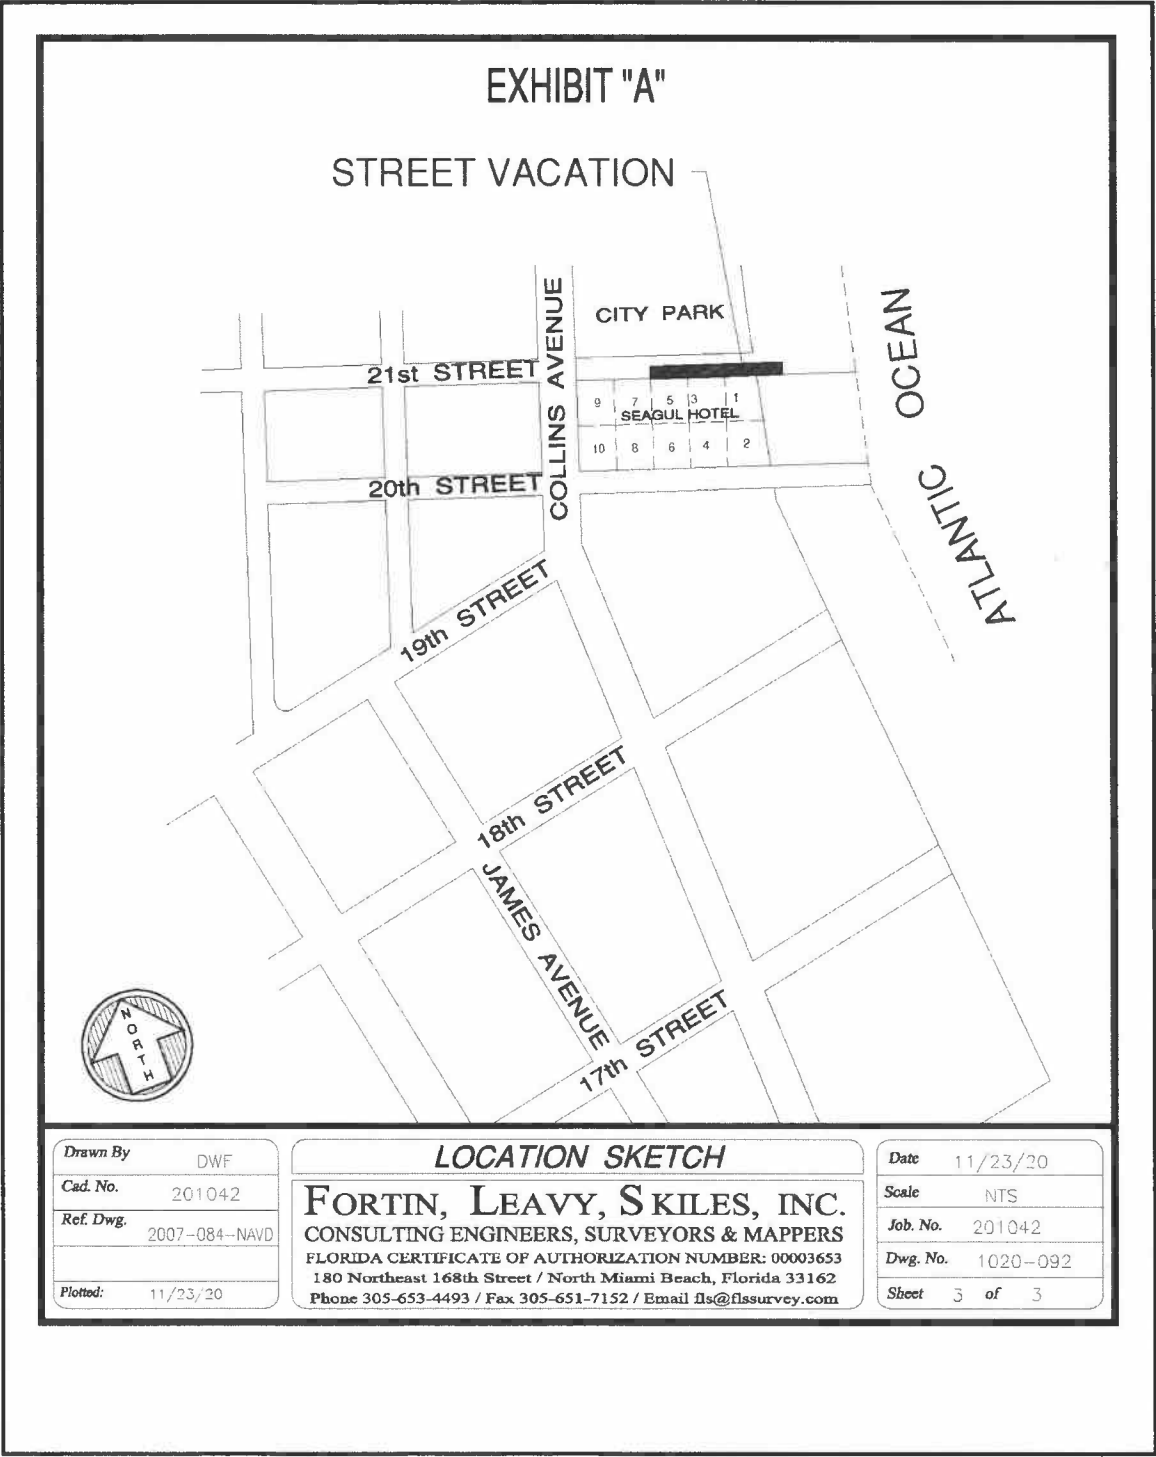 EXHIBIT "A"
STREET VACATION
CITY PARK
COLLINS AVENUE
ATLANTIC OCEAN
21st STREET
9 7 5 3 1
SEAGUL HOTEL
10 8 6 4 2
20th STREET
19th STREET
18th STREET
JAMES AVENUE
17th STREET
NORTH
Drawn By DWF
Cad. No. 201042
Ref. Dwg. 2007-084-NAVD
Plotted: 11/23/20
LOCATION SKETCH
FORTIN, LEAVY, SKILES, INC.
CONSULTING ENGINEERS, SURVEYORS & MAPPERS
FLORIDA CERTIFICATE OF AUTHORIZATION NUMBER: 00003653
180 Northeast 168th Street / North Miami Beach, Florida 33162
Phone 305-653-4493 / Fax 305-651-7152 / Email fls@flssurvey.com
Date 11/23/20
Scale NTS
Job. No. 201042
Dwg. No. 1020-092
Sheet 3 of 3